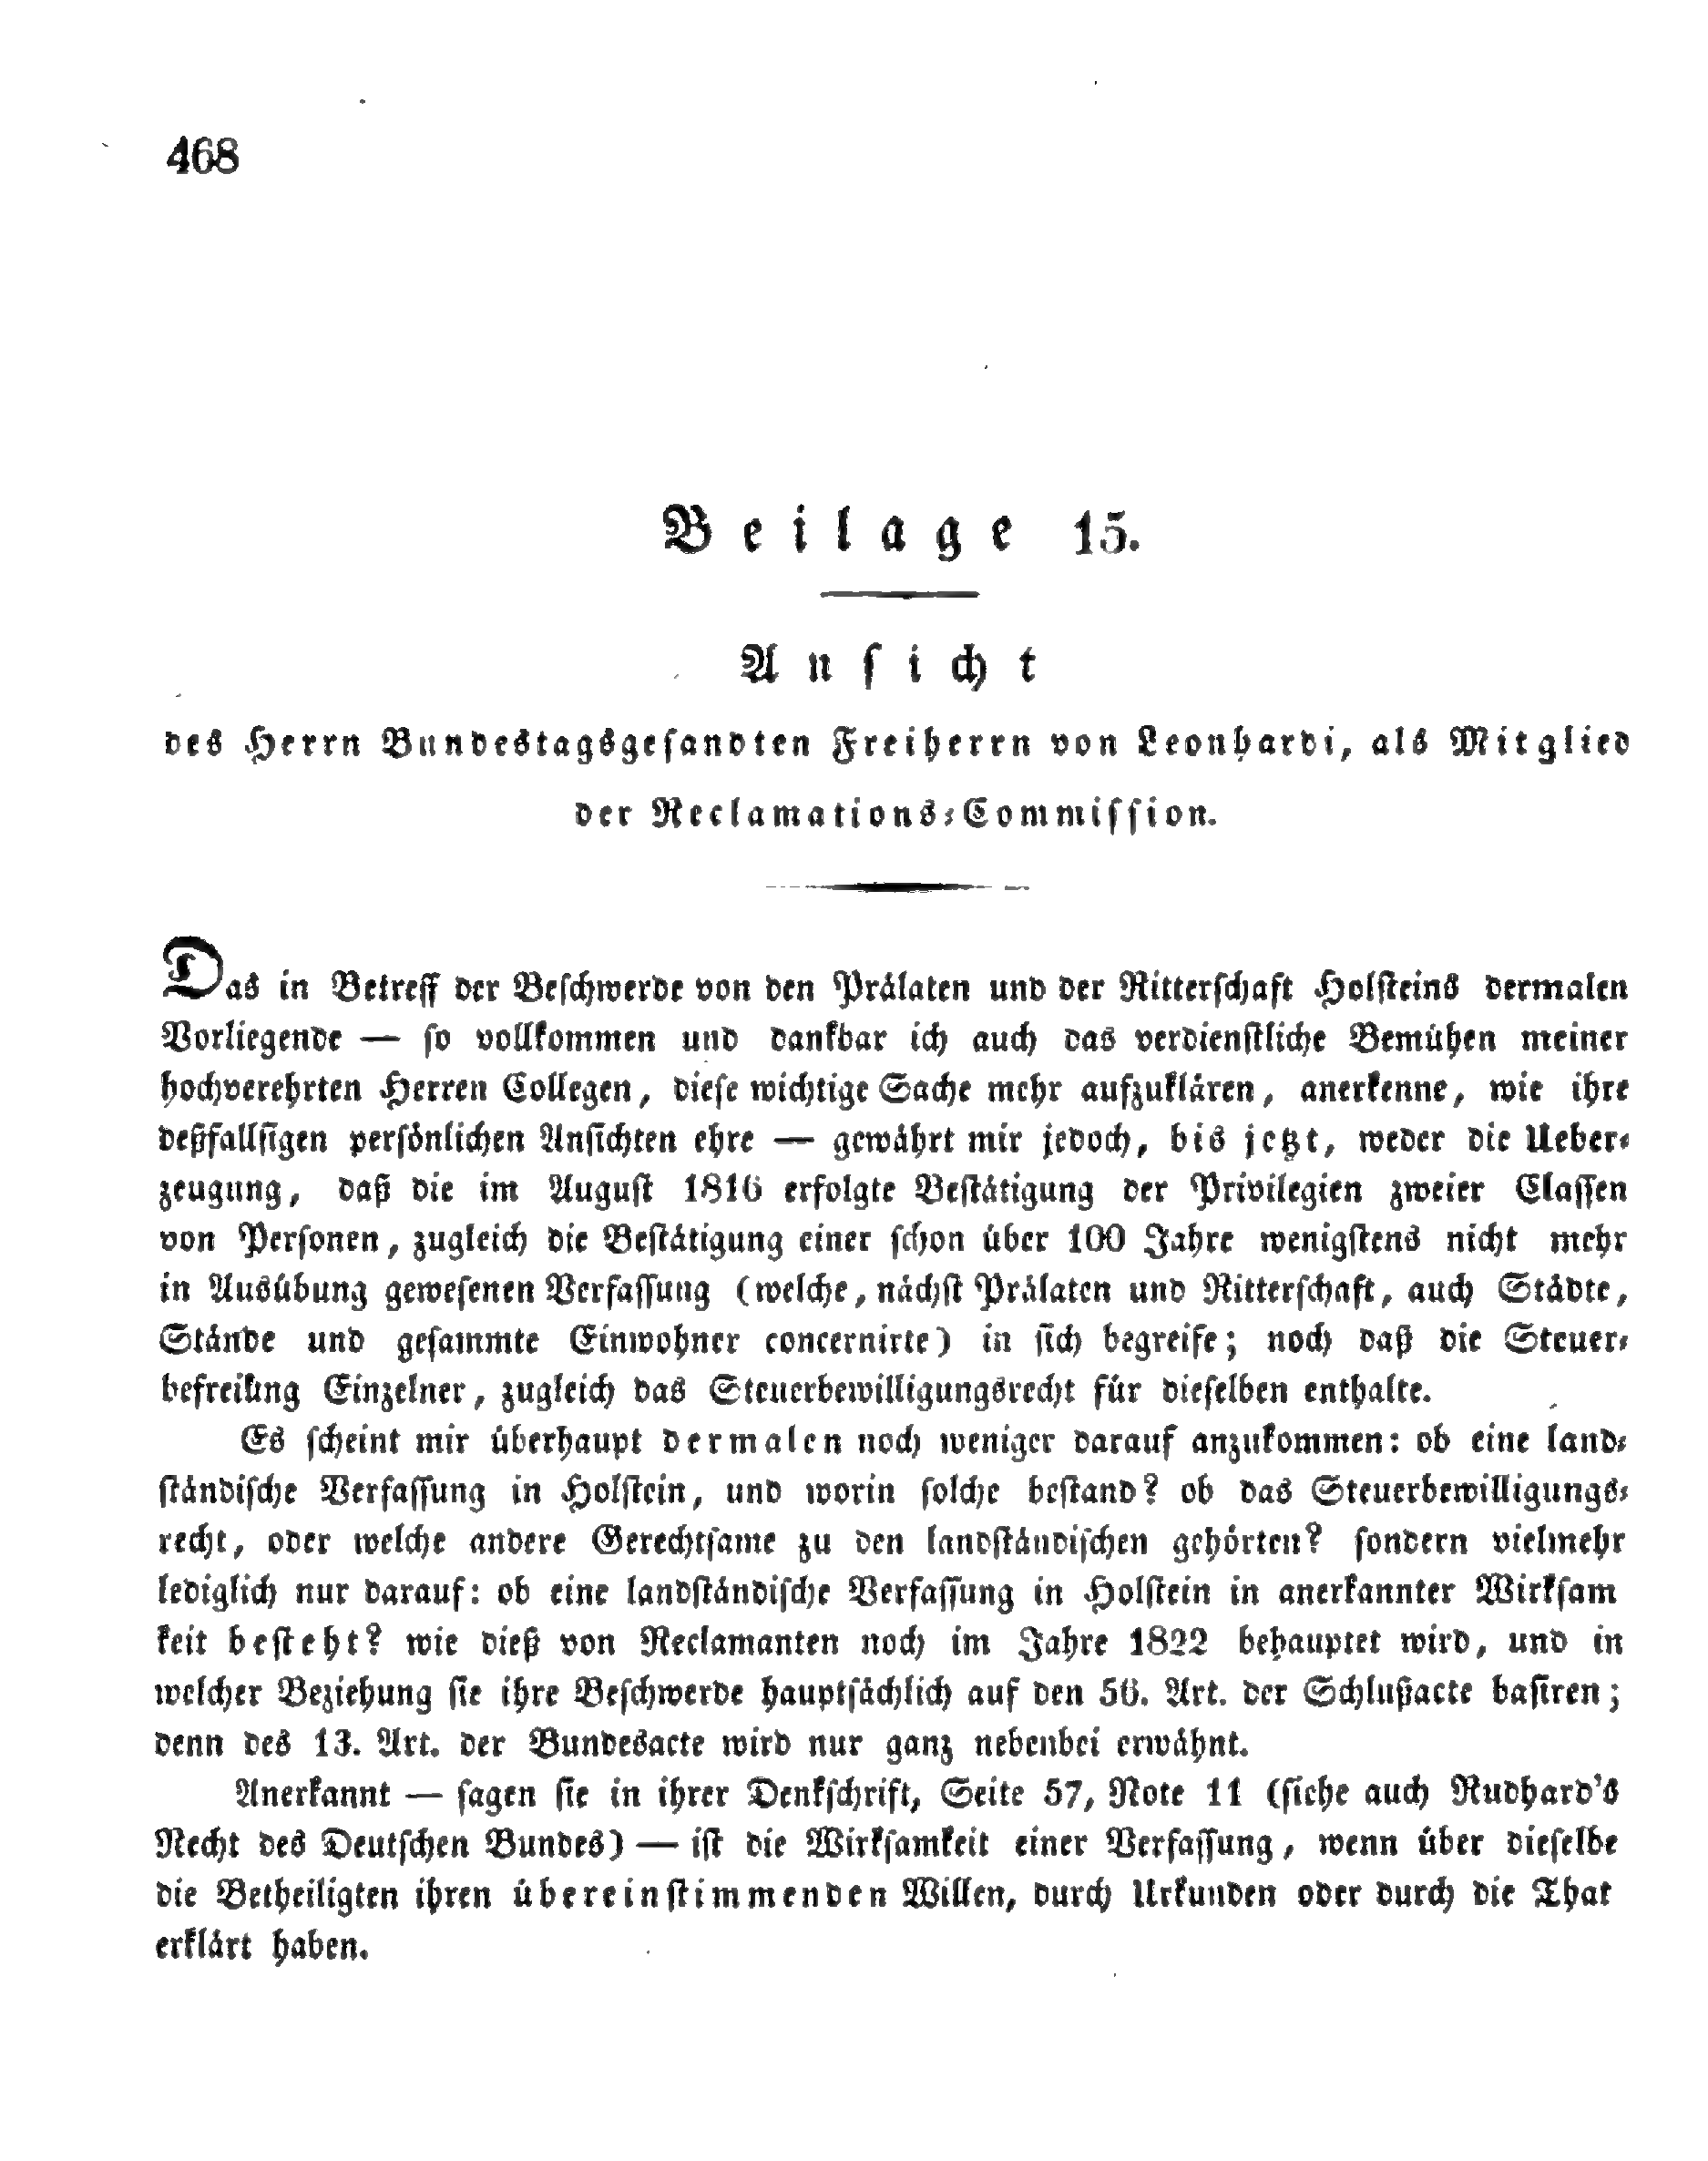 468
Beilage 15.
Ansicht
des Herrn Bundestagsgesandten Freiherrn von Leonhardi, als Mitglied
der Reclamations-Commission.
Das in Betreff der Beschwerde von den Prälaten und der Ritterschaft Holsteins dermalen
Vorliegende — so vollkommen und dankbar ich auch das verdienstliche Bemühen meiner
hochverehrten Herren Collegen, diese wichtige Sache mehr aufzuklären, anerkenne, wie ihre
deßfallsigen persönlichen Ansichten ehre — gewährt mir jedoch, bis jetzt, weder die Ueber-
zeugung, daß die im August 1816 erfolgte Bestätigung der Privilegien zweier Classen
von Personen, zugleich die Bestätigung einer schon über 100 Jahre wenigstens nicht mehr
in Ausübung gewesenen Verfassung (welche, nächst Prälaten und Ritterschaft, auch Städte,
Stände und gesammte Einwohner concernirte) in sich begreife; noch daß die Steuer-
befreiung Einzelner, zugleich das Steuerbewilligungsrecht für dieselben enthalte.
Es scheint mir überhaupt dermalen noch weniger darauf anzukommen: ob eine land-
ständische Verfassung in Holstein, und worin solche bestand? ob das Steuerbewilligungs-
recht, oder welche andere Gerechtsame zu den landständischen gehörten? sondern vielmehr
lediglich nur darauf: ob eine landständische Verfassung in Holstein in anerkannter Wirksam
keit besteht? wie dieß von Reclamanten noch im Jahre 1822 behauptet wird, und in
welcher Beziehung sie ihre Beschwerde hauptsächlich auf den 56. Art. der Schlußacte basiren;
denn des 13. Art. der Bundesacte wird nur ganz nebenbei erwähnt.
Anerkannt — sagen sie in ihrer Denkschrift, Seite 57, Note 11 (siehe auch Rudhard's
Recht des Deutschen Bundes) — ist die Wirksamkeit einer Verfassung, wenn über dieselbe
die Betheiligten ihren übereinstimmenden Willen, durch Urkunden oder durch die That
erklärt haben.